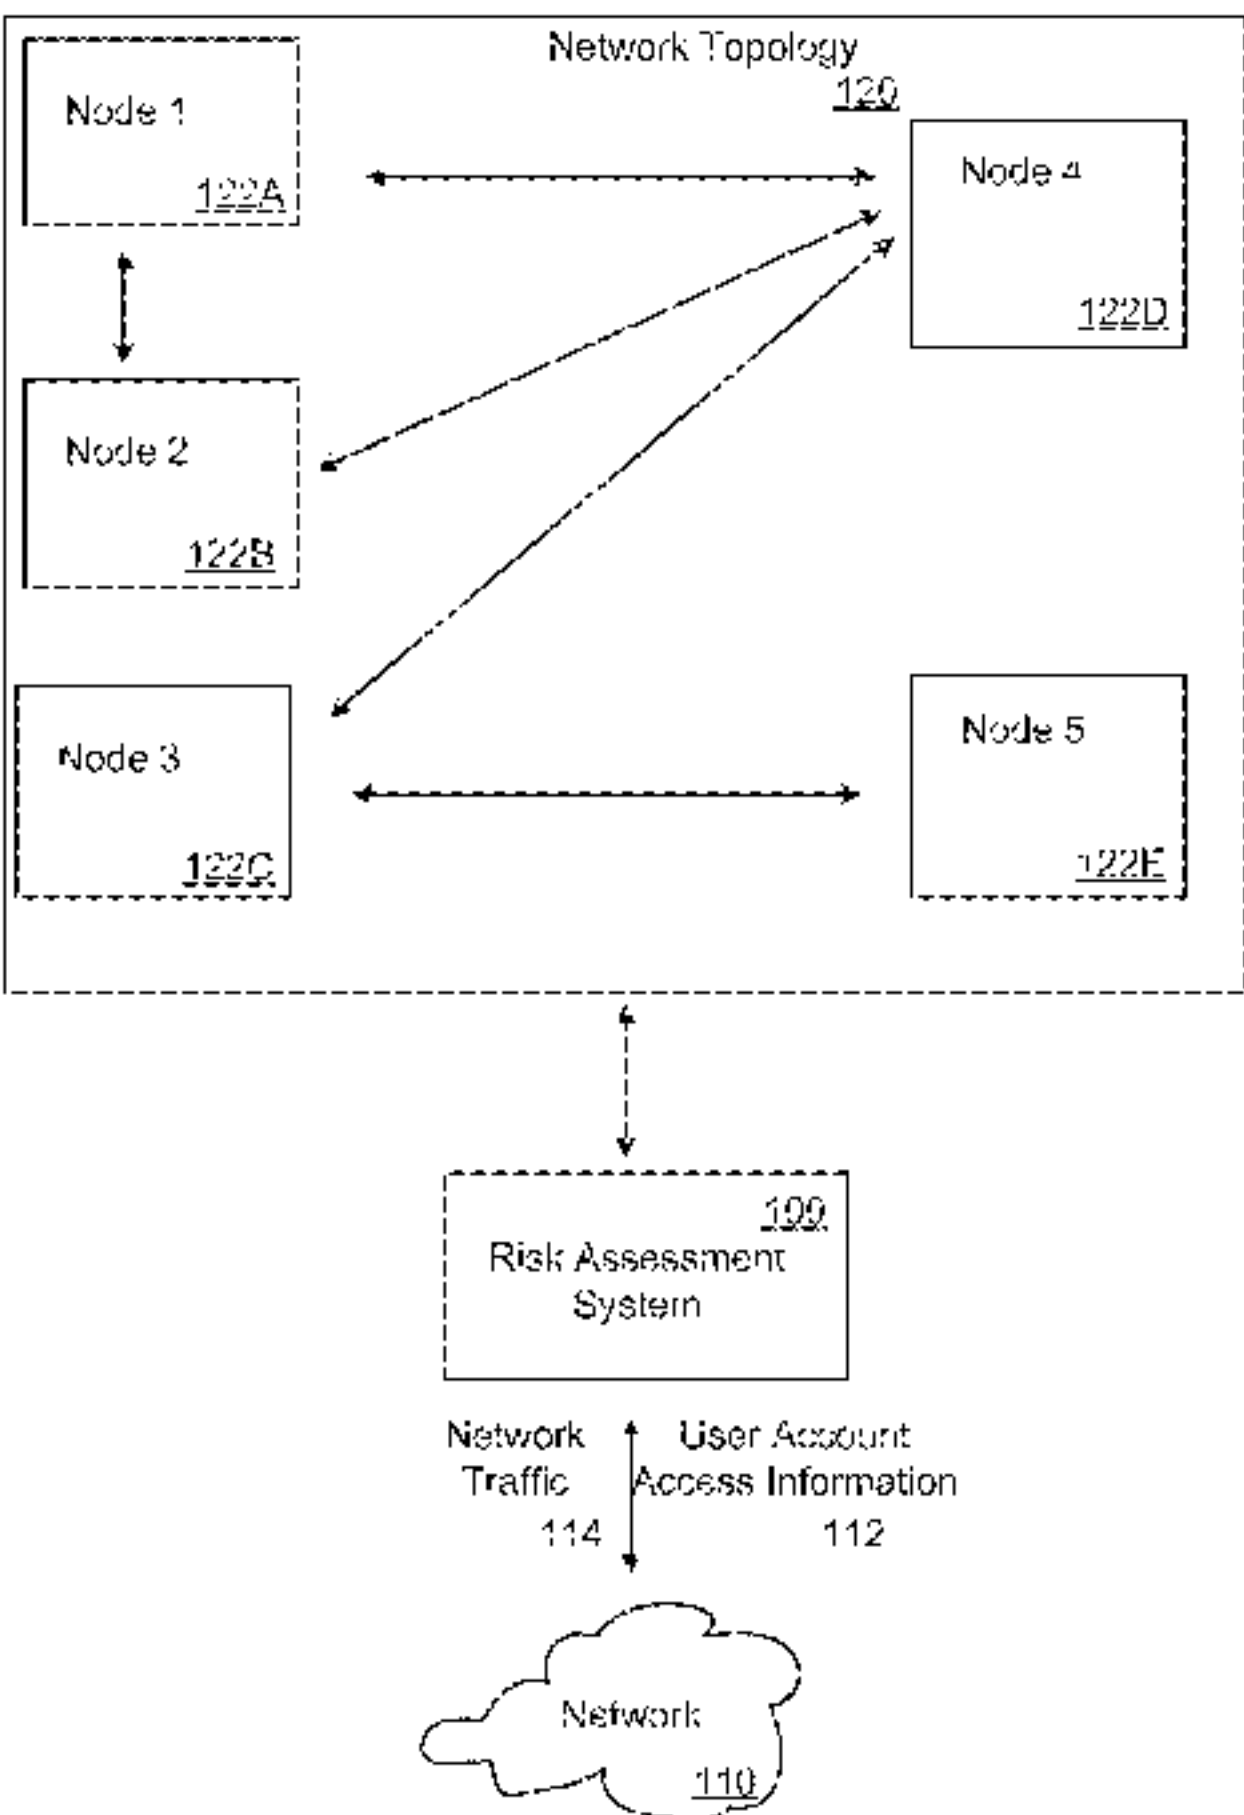 Network Topology
120
Node 1
122A
Node 4
122D
Node 2
122B
Node 3
122C
Node 5
122E
100
Risk Assessment
System
Network
Traffic
114
User Account
Access Information
112
Network
110